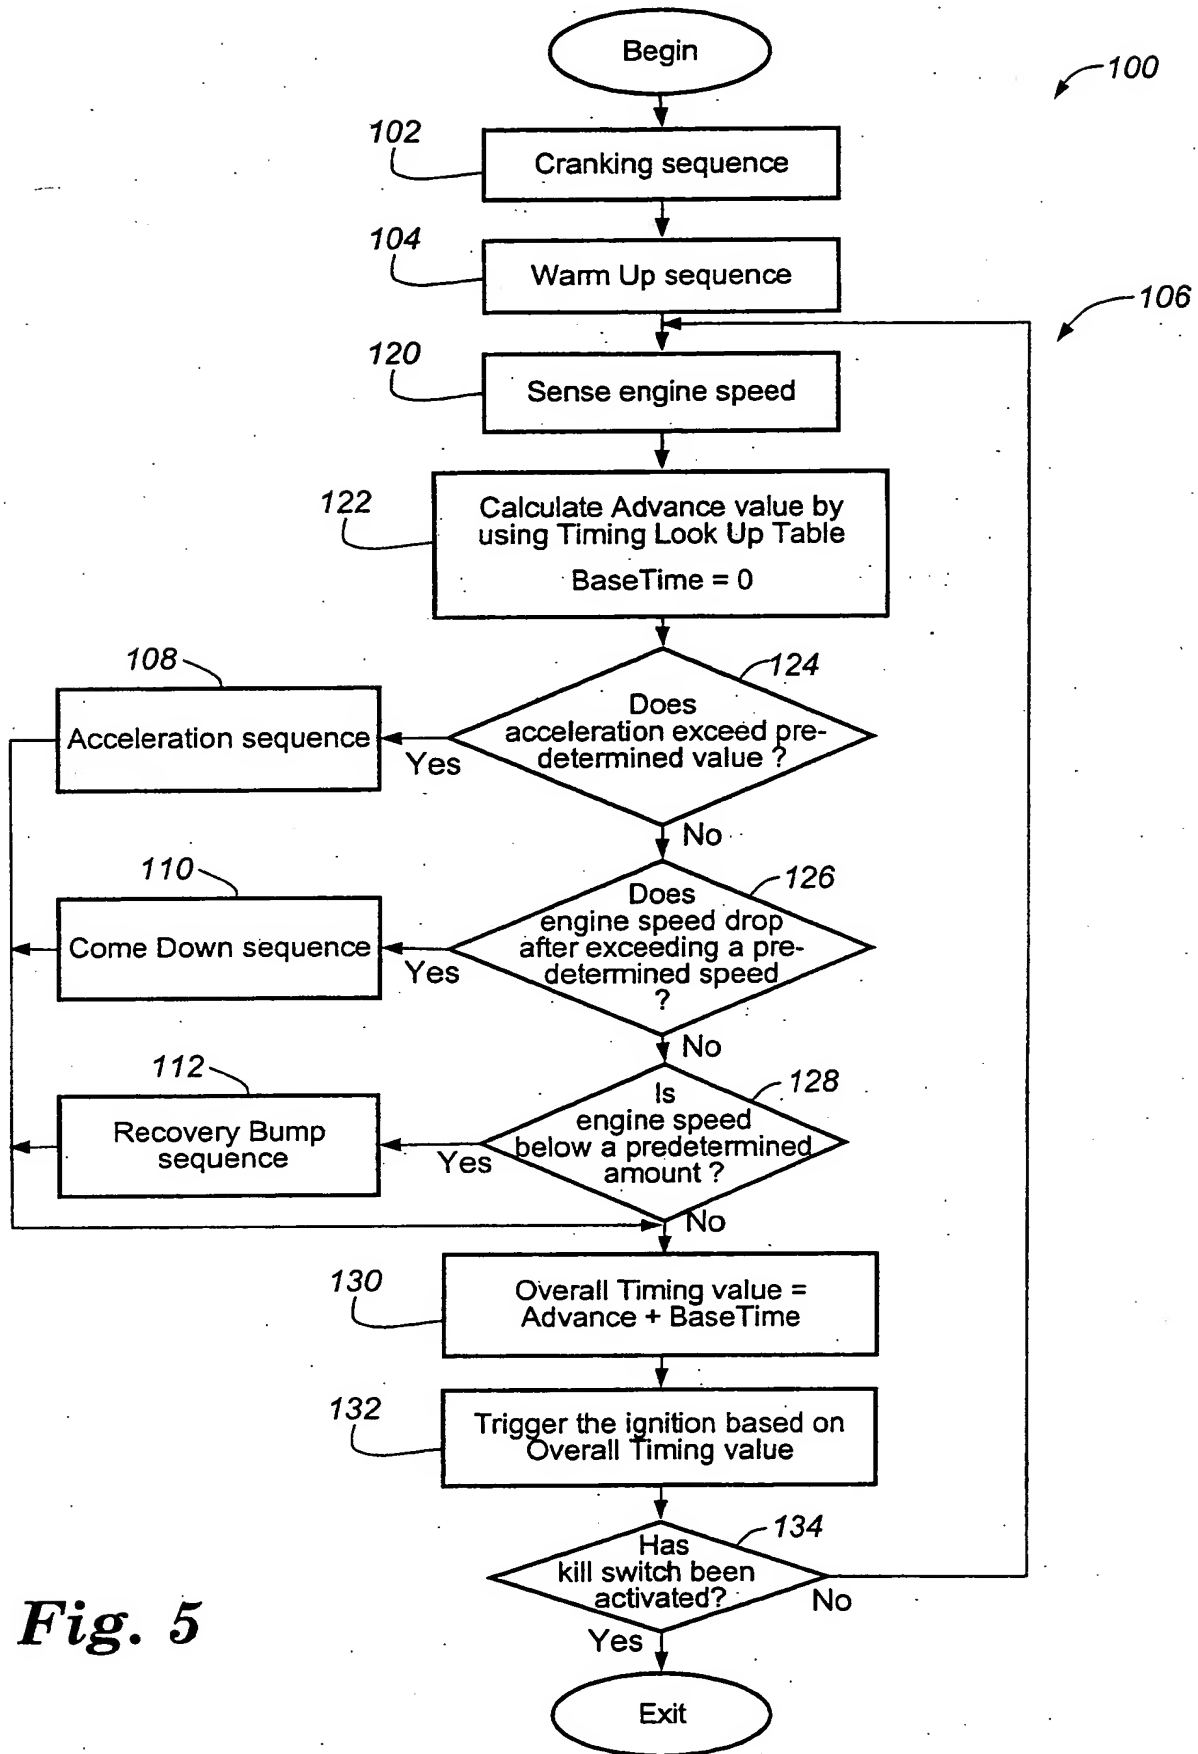 Begin
100
102
Cranking sequence
104
Warm Up sequence
106
120
Sense engine speed
122
Calculate Advance value by
using Timing Look Up Table
BaseTime = 0
108
124
Does
acceleration exceed pre-
determined value ?
Acceleration sequence
Yes
No
110
126
Does
engine speed drop
after exceeding a pre-
determined speed
?
Come Down sequence
Yes
No
112
128
Is
engine speed
below a predetermined
amount ?
Recovery Bump
sequence
Yes
No
130
Overall Timing value =
Advance + BaseTime
132
Trigger the ignition based on
Overall Timing value
134
Has
kill switch been
activated?
No
Yes
Exit
Fig. 5